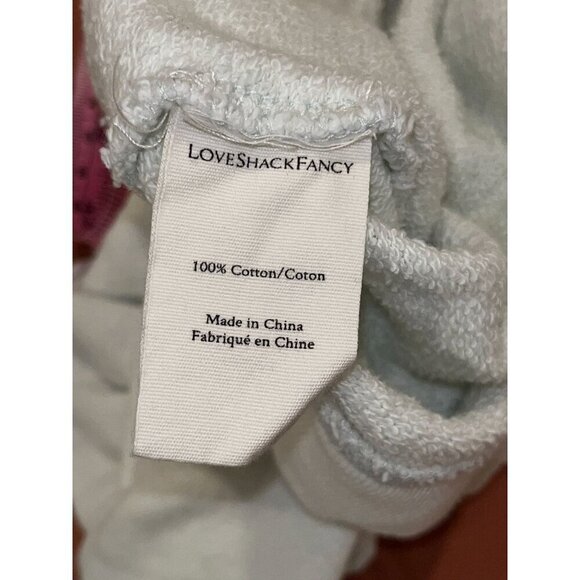 LOVESHACKFANCY
100% Cotton/Coton
Made in China
Fabriqué en Chine